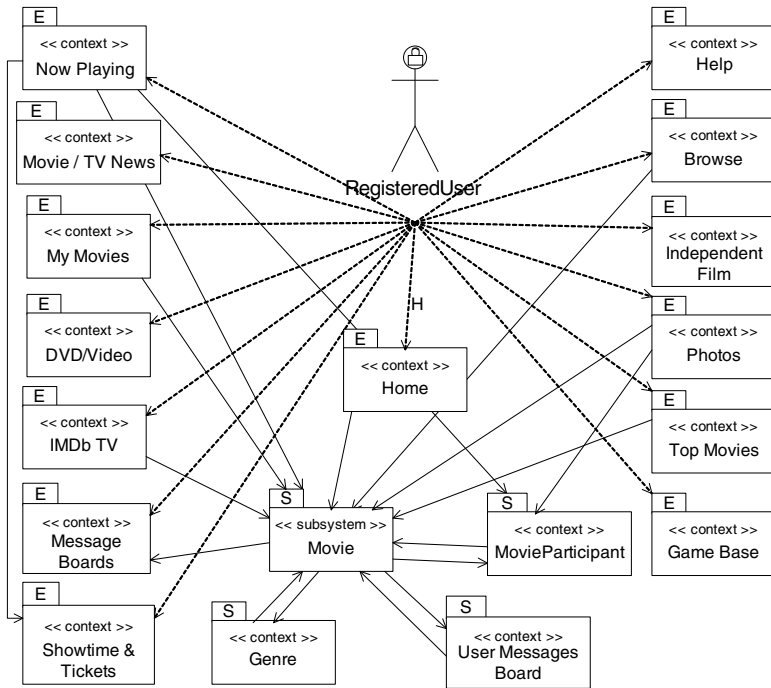 E
<< context >>
Now Playing
E
<< context >>
Movie / TV News
E
<< context >>
My Movies
E
<< context >>
DVD/Video
E
<< context >>
IMDb TV
E
<< context >>
Message
Boards
E
<< context >>
Showtime &
Tickets
RegisteredUser
H
E
<< context >>
Home
S
<< subsystem >>
Movie
S
<< context >>
MovieParticipant
S
<< context >>
Genre
S
<< context >>
User Messages
Board
E
<< context >>
Help
E
<< context >>
Browse
E
<< context >>
Independent
Film
E
<< context >>
Photos
E
<< context >>
Top Movies
E
<< context >>
Game Base